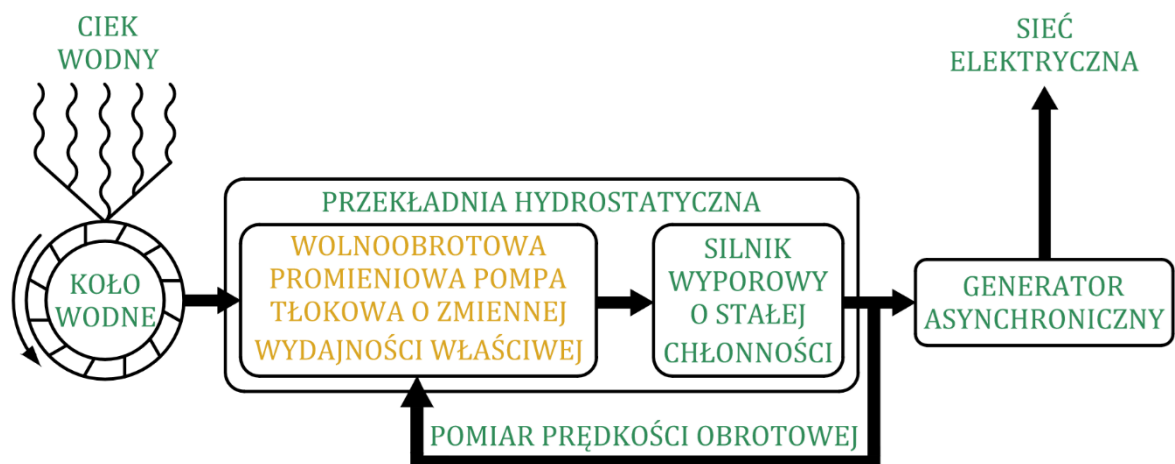 CIEK
WODNY
SIEĆ
ELEKTRYCZNA
PRZEKŁADNIA HYDROSTATYCZNA
KOŁO
WODNE
WOLNOOBROTOWA
PROMIENIOWA POMPA
TŁOKOWA O ZMIENNEJ
WYDAJNOŚCI WŁAŚCIWEJ
SILNIK
WYPOROWY
O STAŁEJ
CHŁONNOŚCI
GENERATOR
ASYNCHRONICZNY
POMIAR PRĘDKOŚCI OBROTOWEJ